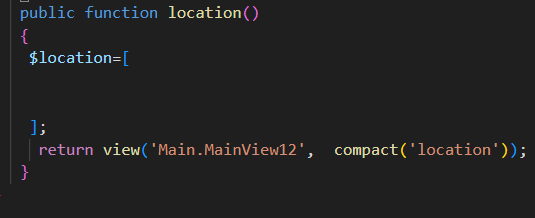 public function location()
{
$location=[
];
return view('Main.MainView12',  compact('location'));
}